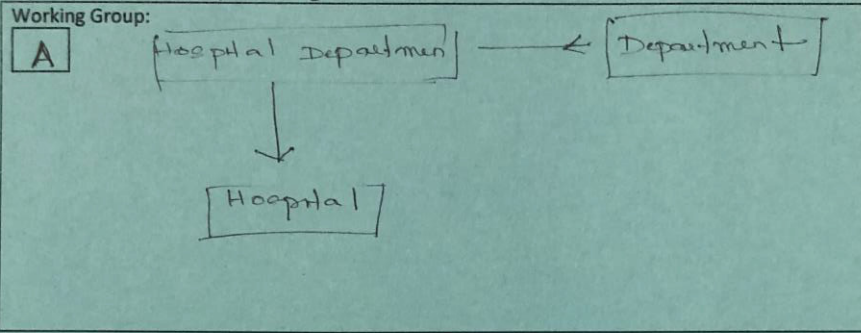 Working Group:
A
Hospital Departmen
Department
Hospital